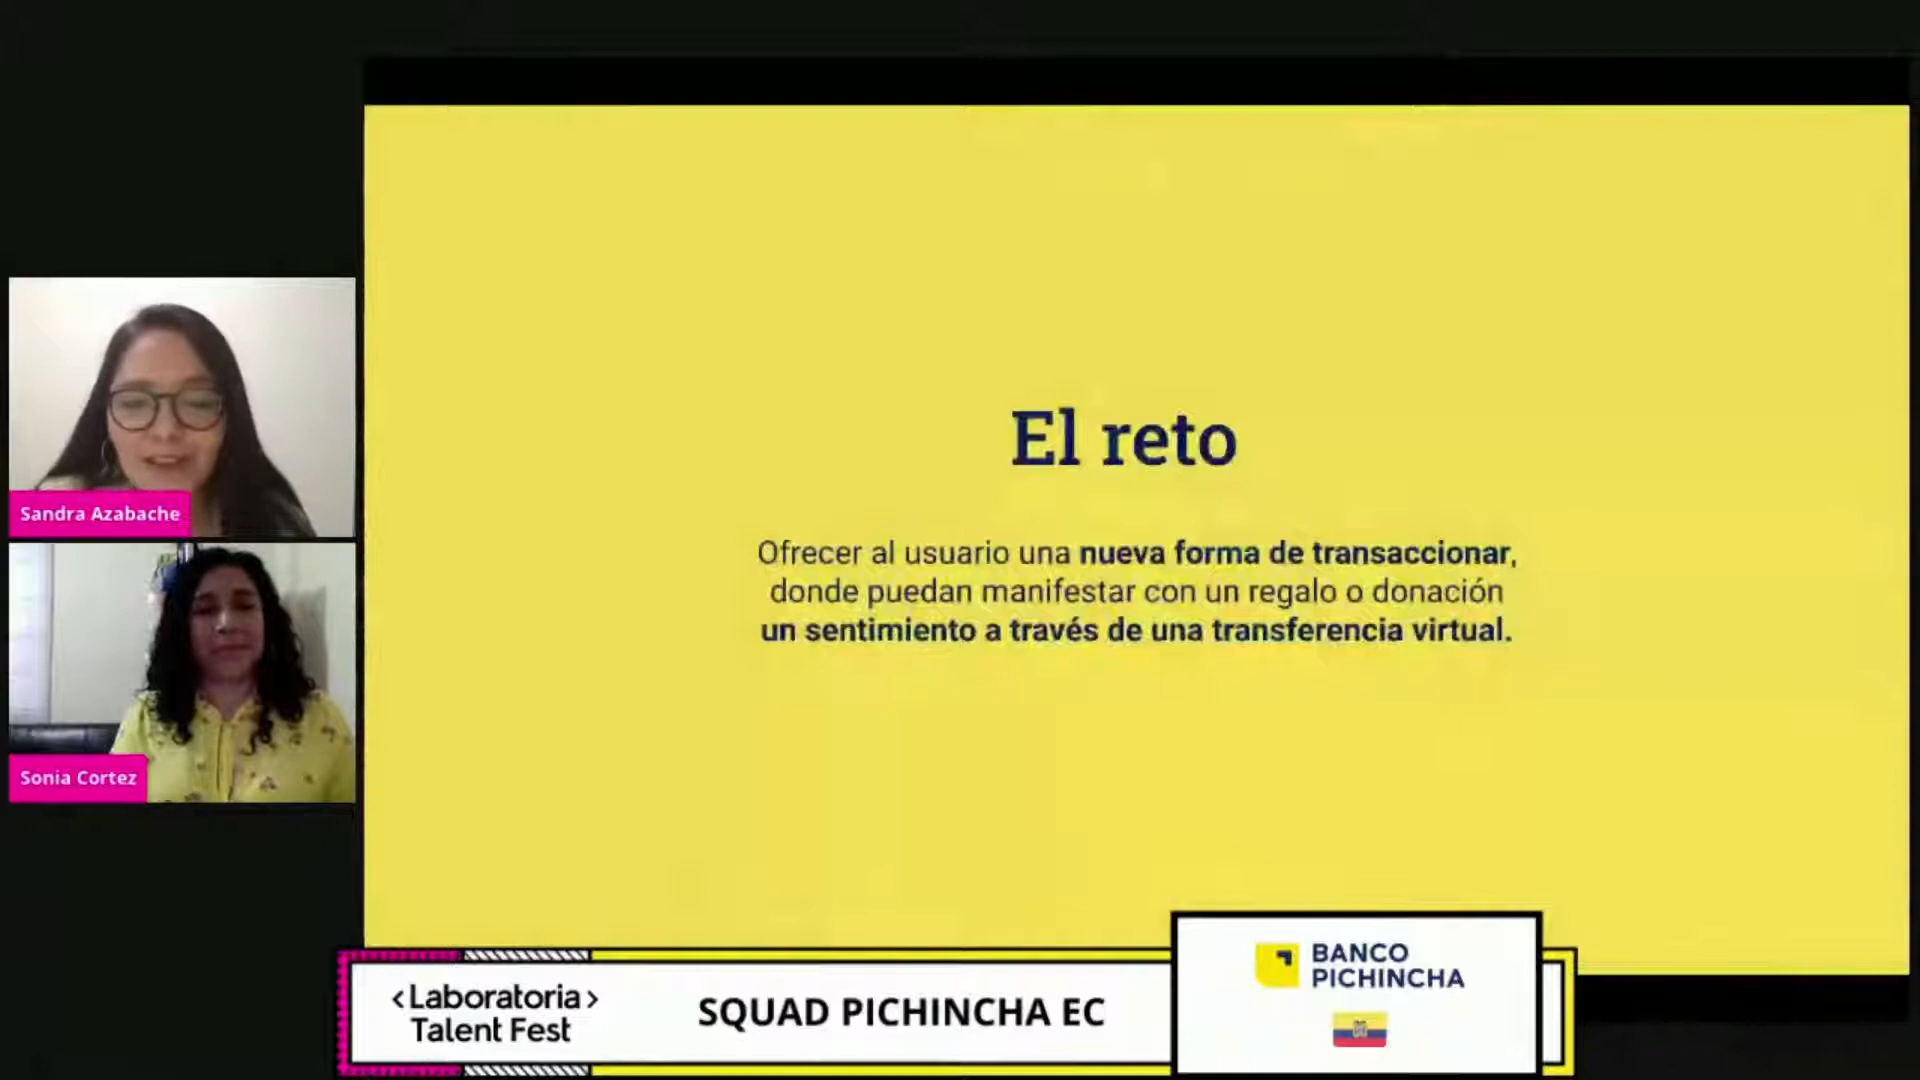 El reto
Ofrecer al usuario una nueva forma de transaccionar,
donde puedan manifestar con un regalo o donación
un sentimiento a través de una transferencia virtual.
Sandra Azabache
Sonia Cortez
<Laboratoria>
Talent Fest
SQUAD PICHINCHA EC
BANCO
PICHINCHA